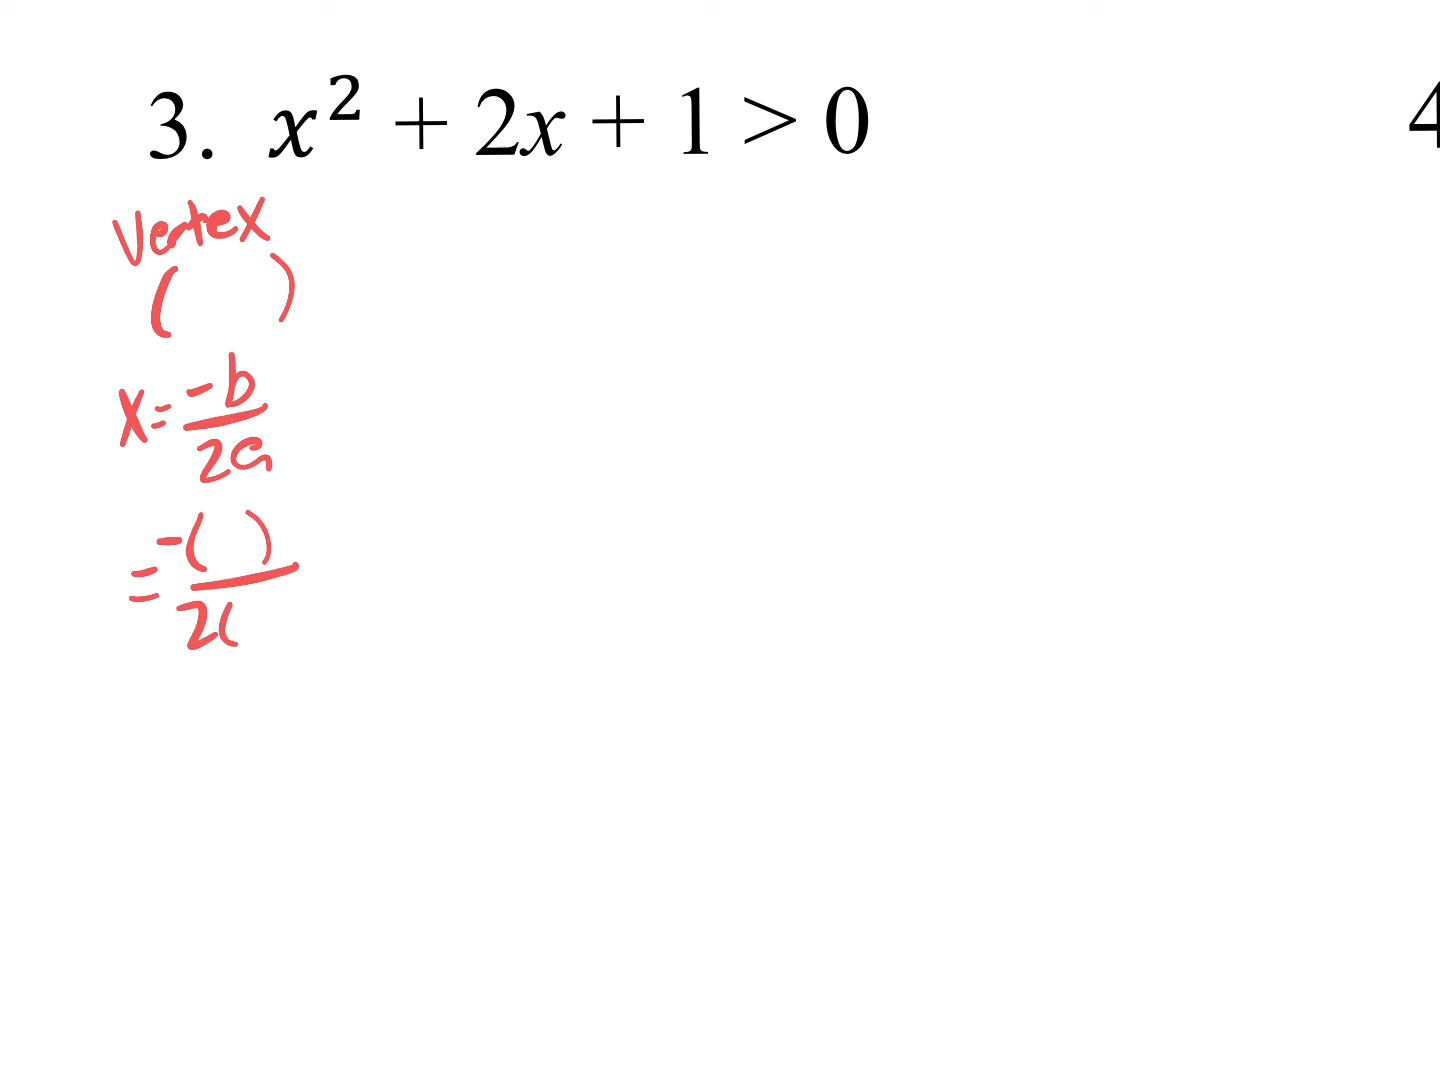 3. x² + 2x + 1 > 0
4
Vertex
( )
x = -b/2a
= -( )/2(